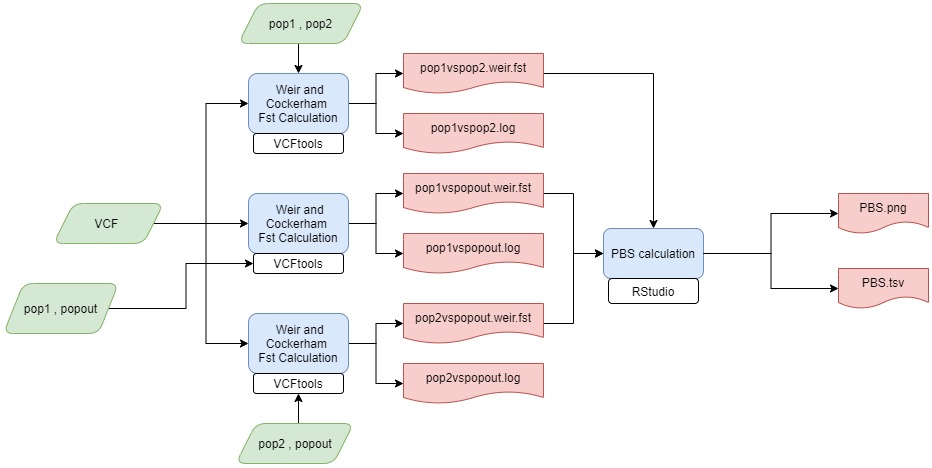 pop1 , pop2
Weir and
Cockerham
Fst Calculation
VCFtools
pop1vspop2.weir.fst
pop1vspop2.log
VCF
pop1 , popout
Weir and
Cockerham
Fst Calculation
VCFtools
pop1vspopout.weir.fst
pop1vspopout.log
Weir and
Cockerham
Fst Calculation
VCFtools
pop2 , popout
pop2vspopout.weir.fst
pop2vspopout.log
PBS calculation
RStudio
PBS.png
PBS.tsv